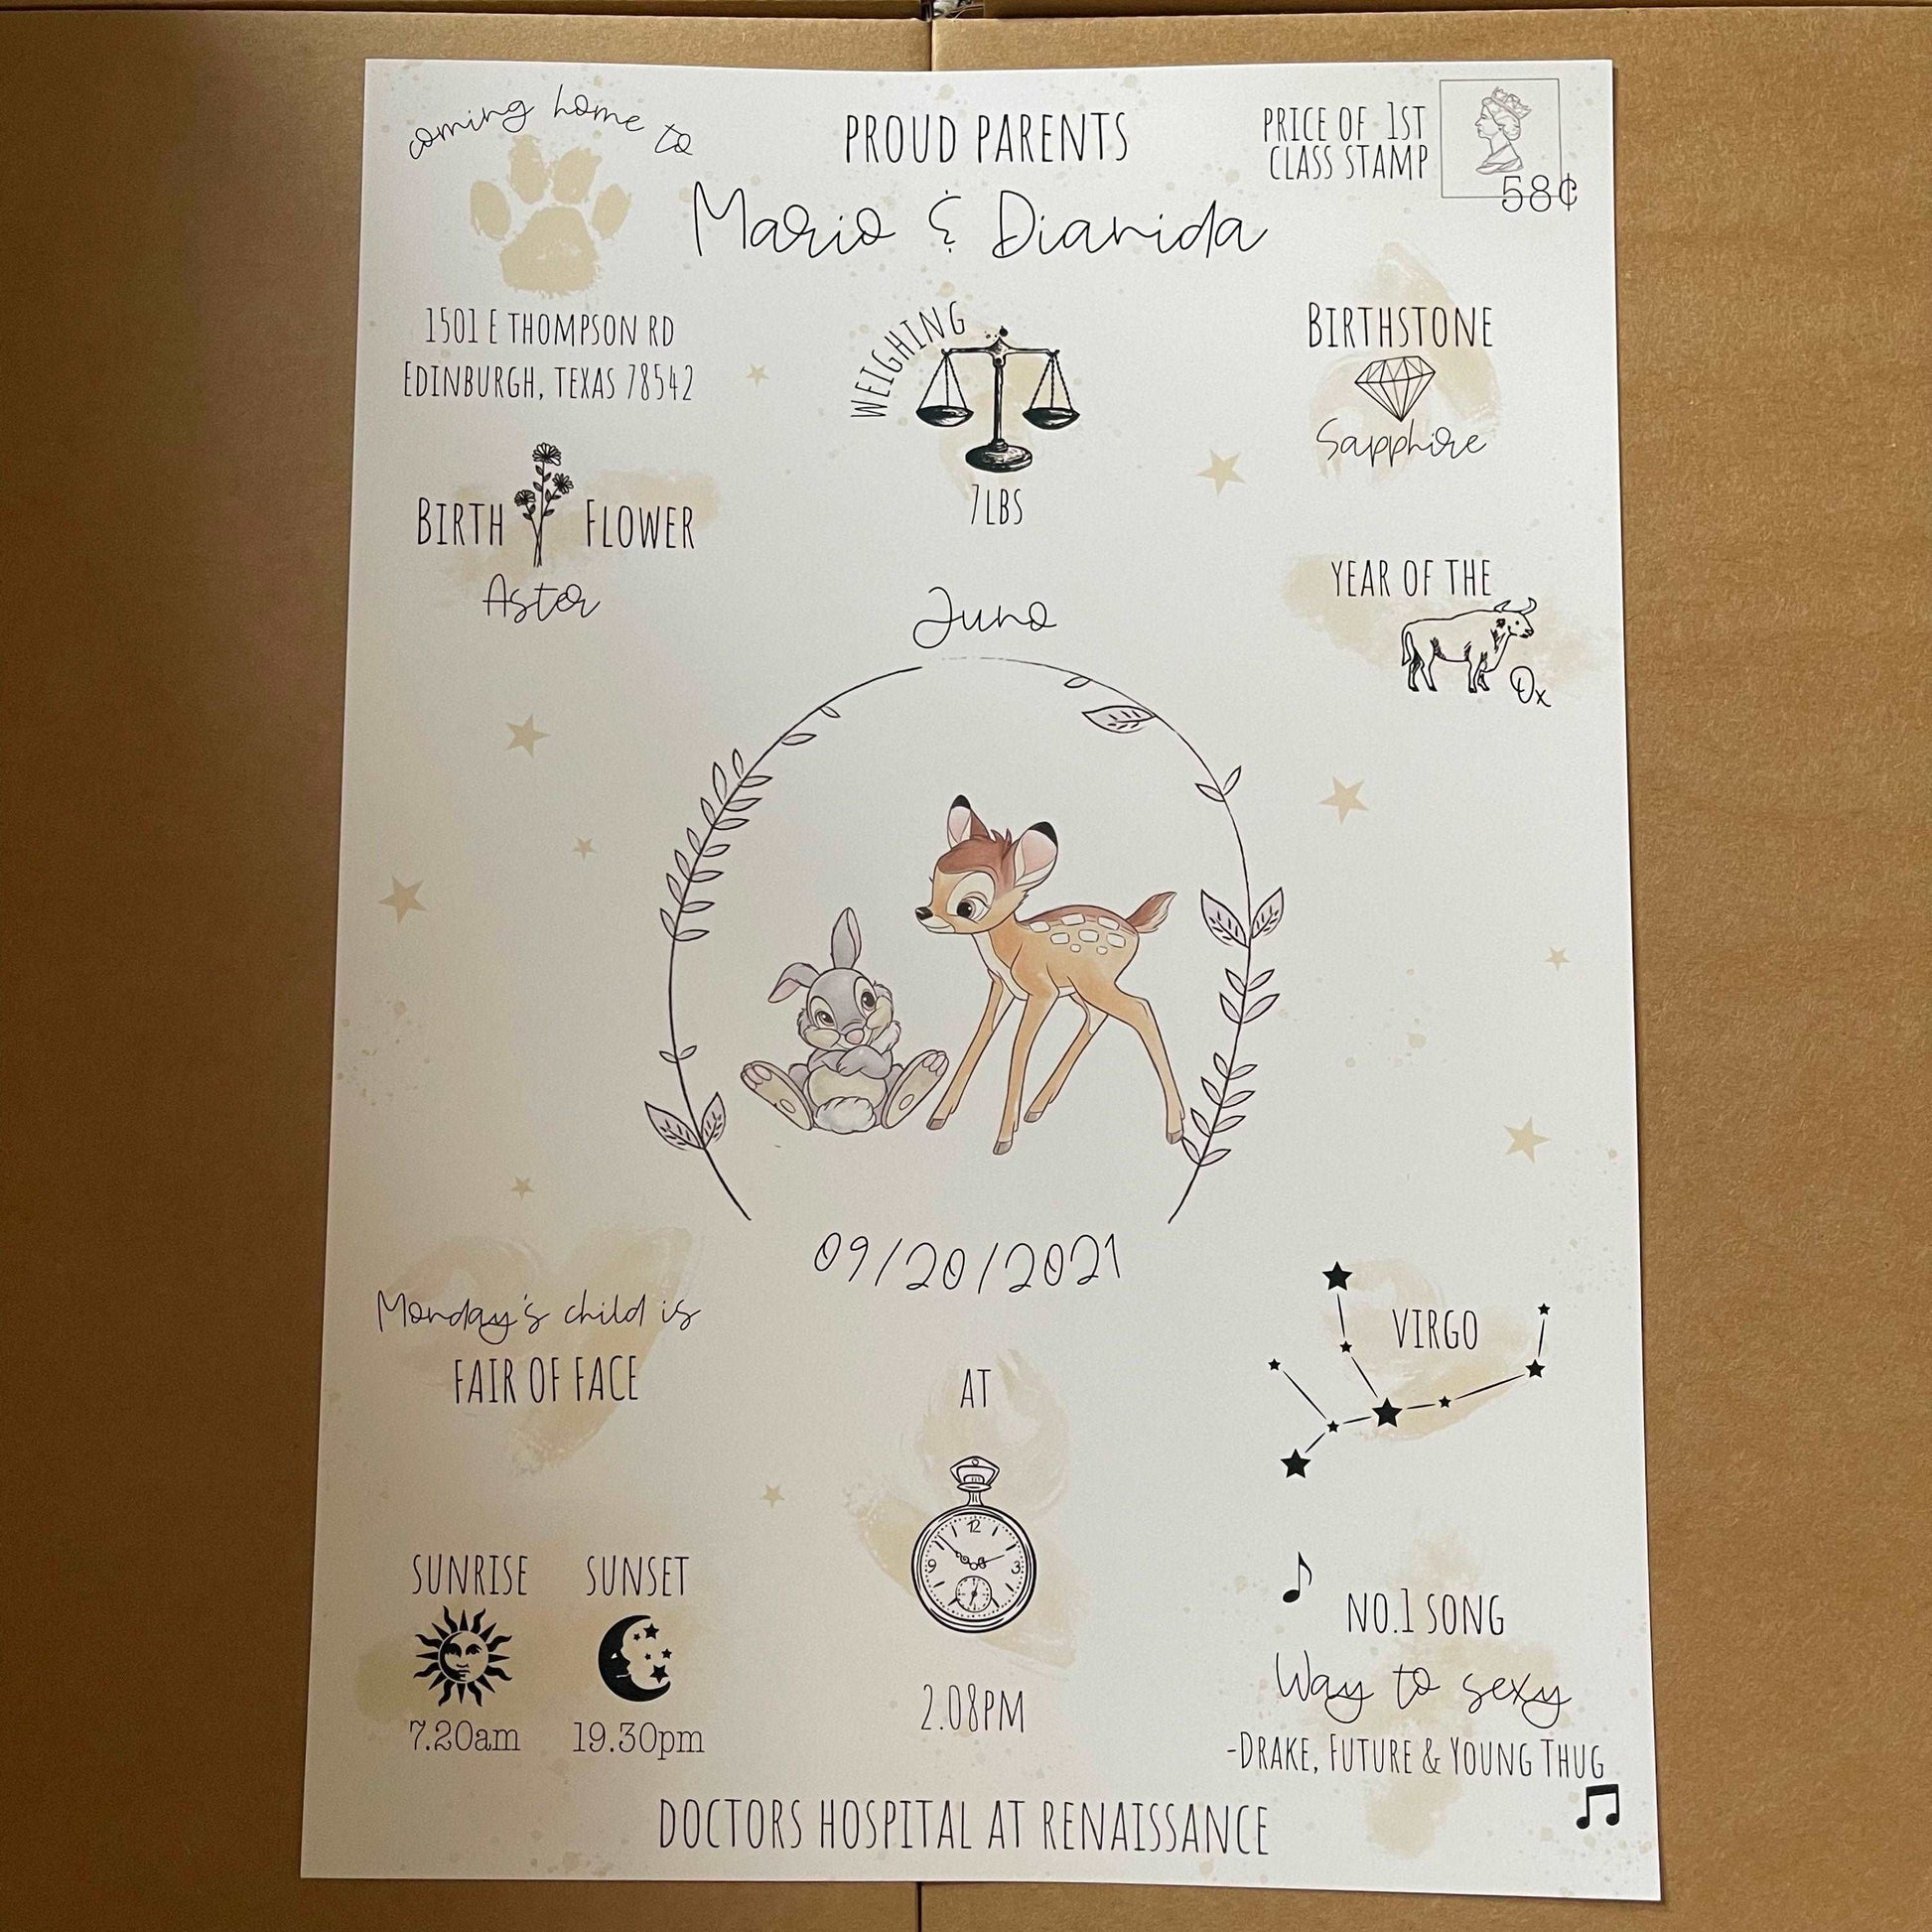 coming home to
PROUD PARENTS
Mario & Dianida
PRICE OF 1ST
CLASS STAMP
58¢
1501 E THOMPSON RD
EDINBURGH, TEXAS 78542
WEIGHING
7LBS
BIRTHSTONE
Sapphire
BIRTH FLOWER
Aster
YEAR OF THE
Ox
Juno
09/20/2021
Monday's child is
FAIR OF FACE
AT
12
9
3
2.08PM
VIRGO
SUNRISE SUNSET
7.20am 19.30pm
NO.1 SONG
Way to sexy
-DRAKE, FUTURE & YOUNG THUG
DOCTORS HOSPITAL AT RENAISSANCE